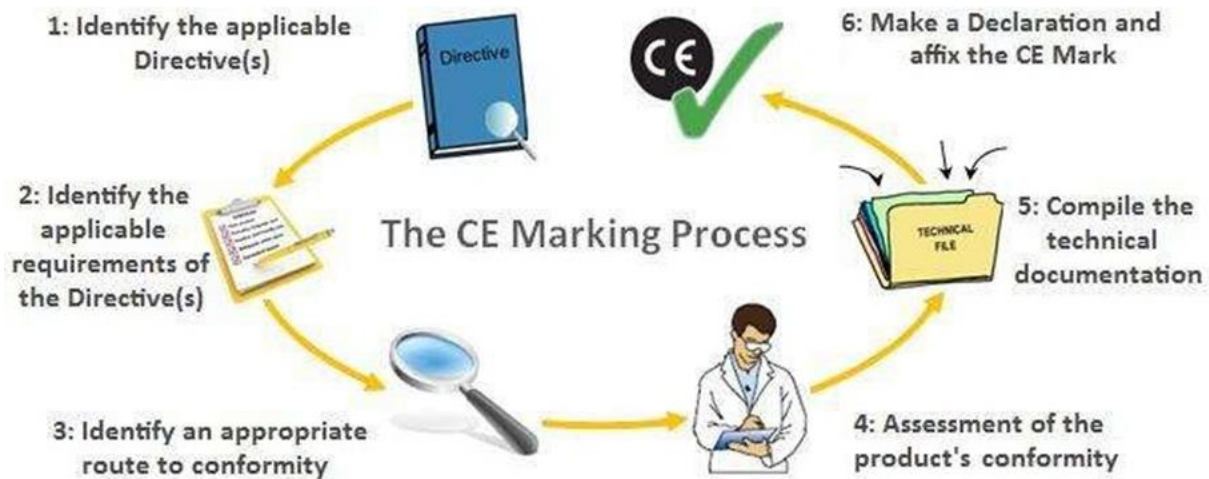 1: Identify the applicable
Directive(s)
Directive
CE
6: Make a Declaration and
affix the CE Mark
2: Identify the
applicable
requirements of
the Directive(s)
The CE Marking Process
TECHNICAL
FILE
5: Compile the
technical
documentation
3: Identify an appropriate
route to conformity
4: Assessment of the
product's conformity